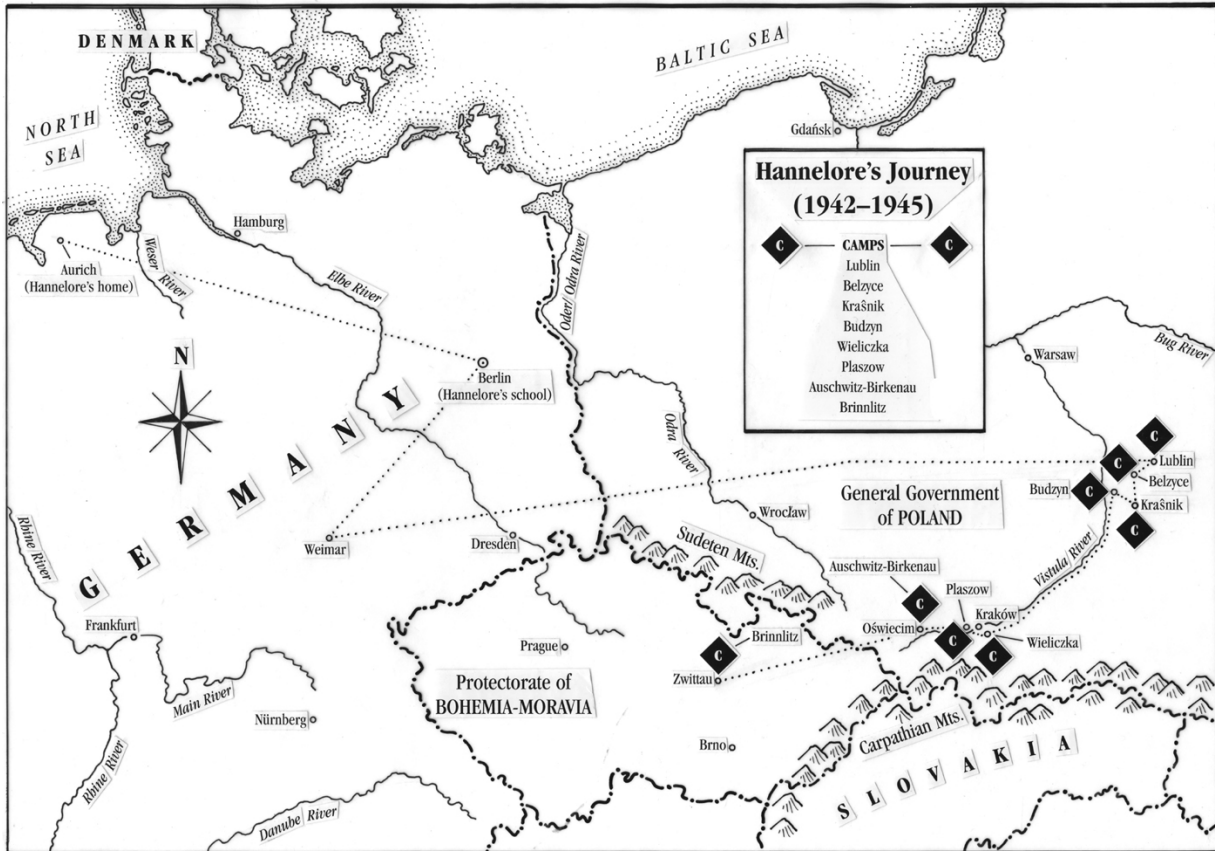 DENMARK
BALTIC SEA
NORTH
SEA
Gdańsk
Hannelore's Journey
(1942–1945)
C
C
CAMPS
Lublin
Belzyce
Kraŝnik
Budzyn
Wieliczka
Plaszow
Auschwitz-Birkenau
Brinnlitz
Hamburg
Aurich
(Hannelore's home)
Weser River
Elbe River
Oder/ Odra River
N
Berlin
(Hannelore's school)
Warsaw
Bug River
GERMANY
Odra River
C
C
Lublin
Belzyce
Budzyn
C
Kraŝnik
C
General Government
of POLAND
Wrocław
Weimar
Dresden
Sudeten Mts.
Rhine River
Vistula River
Auschwitz-Birkenau
C
Plaszow
Kraków
Oświecim
C
C
Wieliczka
Frankfurt
Prague
Brinnlitz
C
Zwittau
Protectorate of
BOHEMIA-MORAVIA
Main River
Nürnberg
Rhine River
Brno
Carpathian Mts.
SLOVAKIA
Danube River